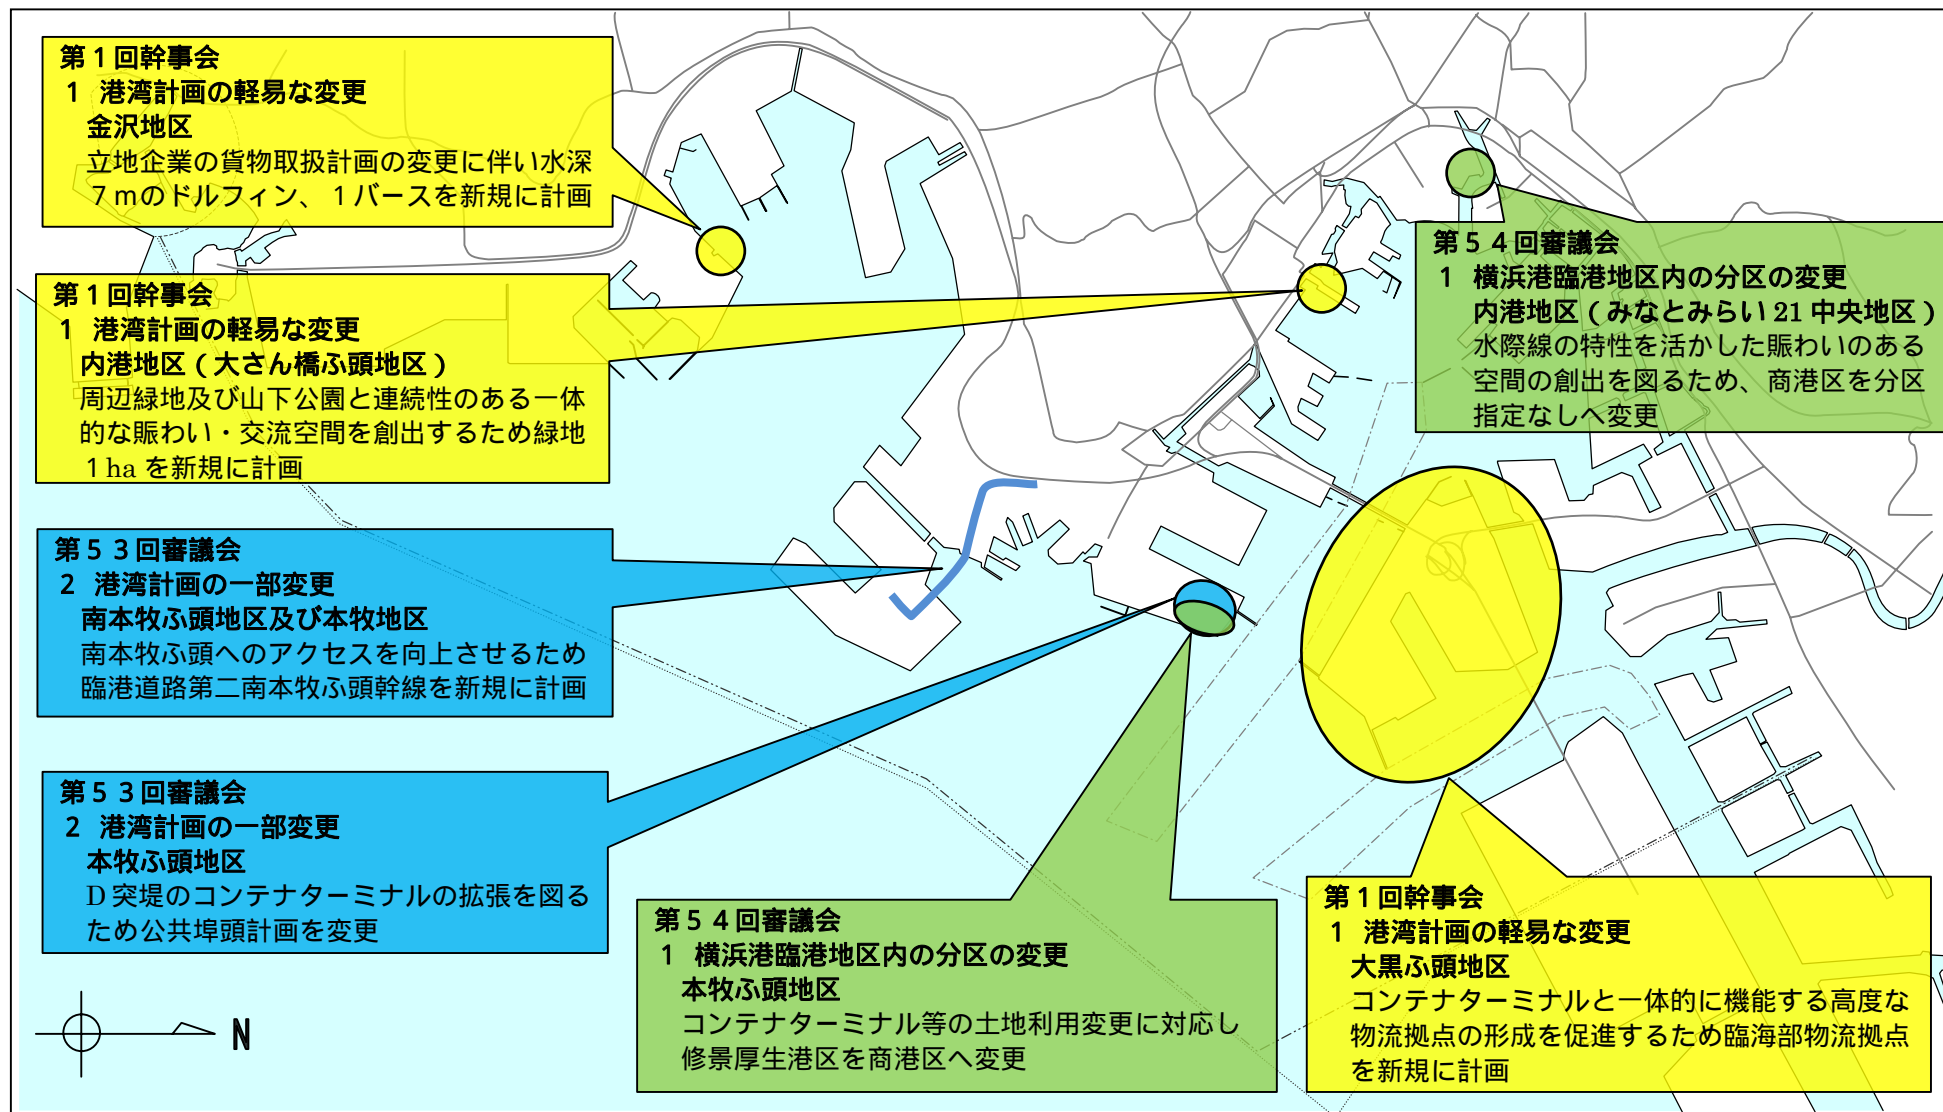 第1回幹事会
1 港湾計画の軽易な変更
金沢地区
立地企業の貨物取扱計画の変更に伴い水深
7mのドルフィン、1バースを新規に計画
第1回幹事会
1 港湾計画の軽易な変更
内港地区(大さん橋ふ頭地区)
周辺緑地及び山下公園と連続性のある一体
的な賑わい・交流空間を創出するため緑地
1ha を新規に計画
第53回審議会
2 港湾計画の一部変更
南本牧ふ頭地区及び本牧地区
南本牧ふ頭へのアクセスを向上させるため
臨港道路第二南本牧ふ頭幹線を新規に計画
第53回審議会
2 港湾計画の一部変更
本牧ふ頭地区
D突堤のコンテナターミナルの拡張を図る
ため公共埠頭計画を変更
第54回審議会
1 横浜港臨港地区内の分区の変更
内港地区(みなとみらい21中央地区)
水際線の特性を活かした賑わいのある
空間の創出を図るため、商港区を分区
指定なしへ変更
第54回審議会
1 横浜港臨港地区内の分区の変更
本牧ふ頭地区
コンテナターミナル等の土地利用変更に対応し
修景厚生港区を商港区へ変更
第1回幹事会
1 港湾計画の軽易な変更
大黒ふ頭地区
コンテナターミナルと一体的に機能する高度な
物流拠点の形成を促進するため臨海部物流拠点
を新規に計画
N